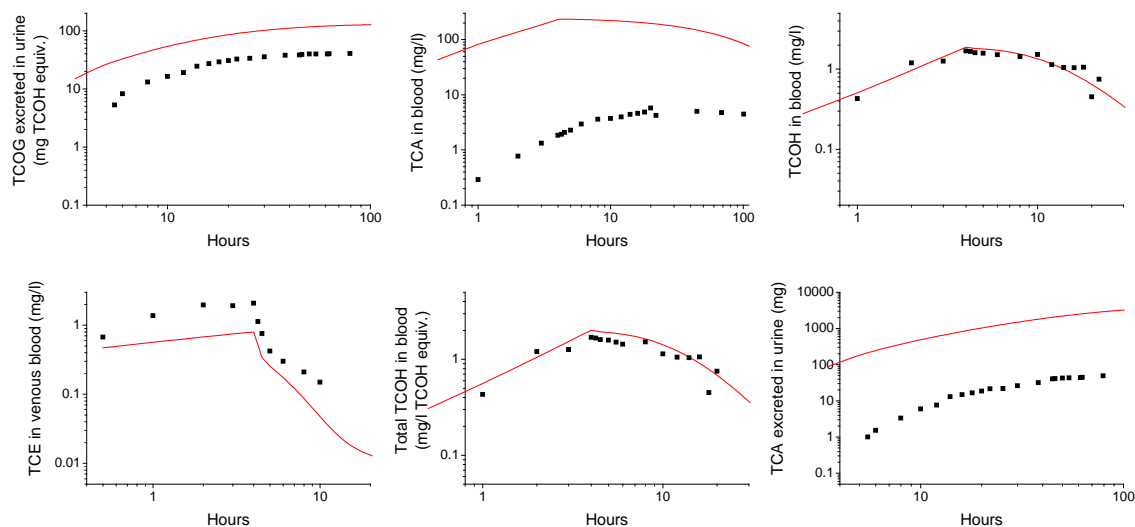 TCOG excreted in urine
(mg TCOH equiv.)
100
10
1
0.1
10
100
Hours
TCA in blood (mg/l)
100
10
1
0.1
1
10
100
Hours
TCOH in blood (mg/l)
1
0.1
1
10
Hours
TCE in venous blood (mg/l)
1
0.1
0.01
1
10
Hours
Total TCOH in blood
(mg/l TCOH equiv.)
1
0.1
1
10
Hours
TCA excreted in urine (mg)
10000
1000
100
10
1
0.1
10
100
Hours